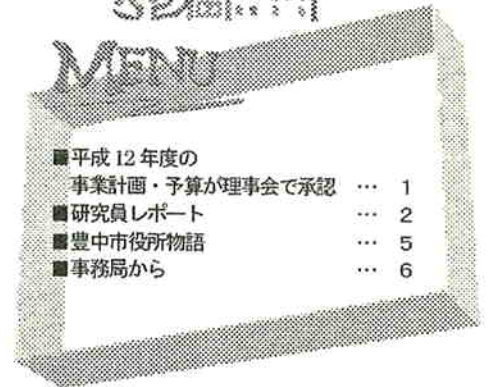 MENU
■平成12年度の
事業計画・予算が理事会で承認 … 1
■研究員レポート … 2
■豊中市役所物語 … 5
■事務局から … 6